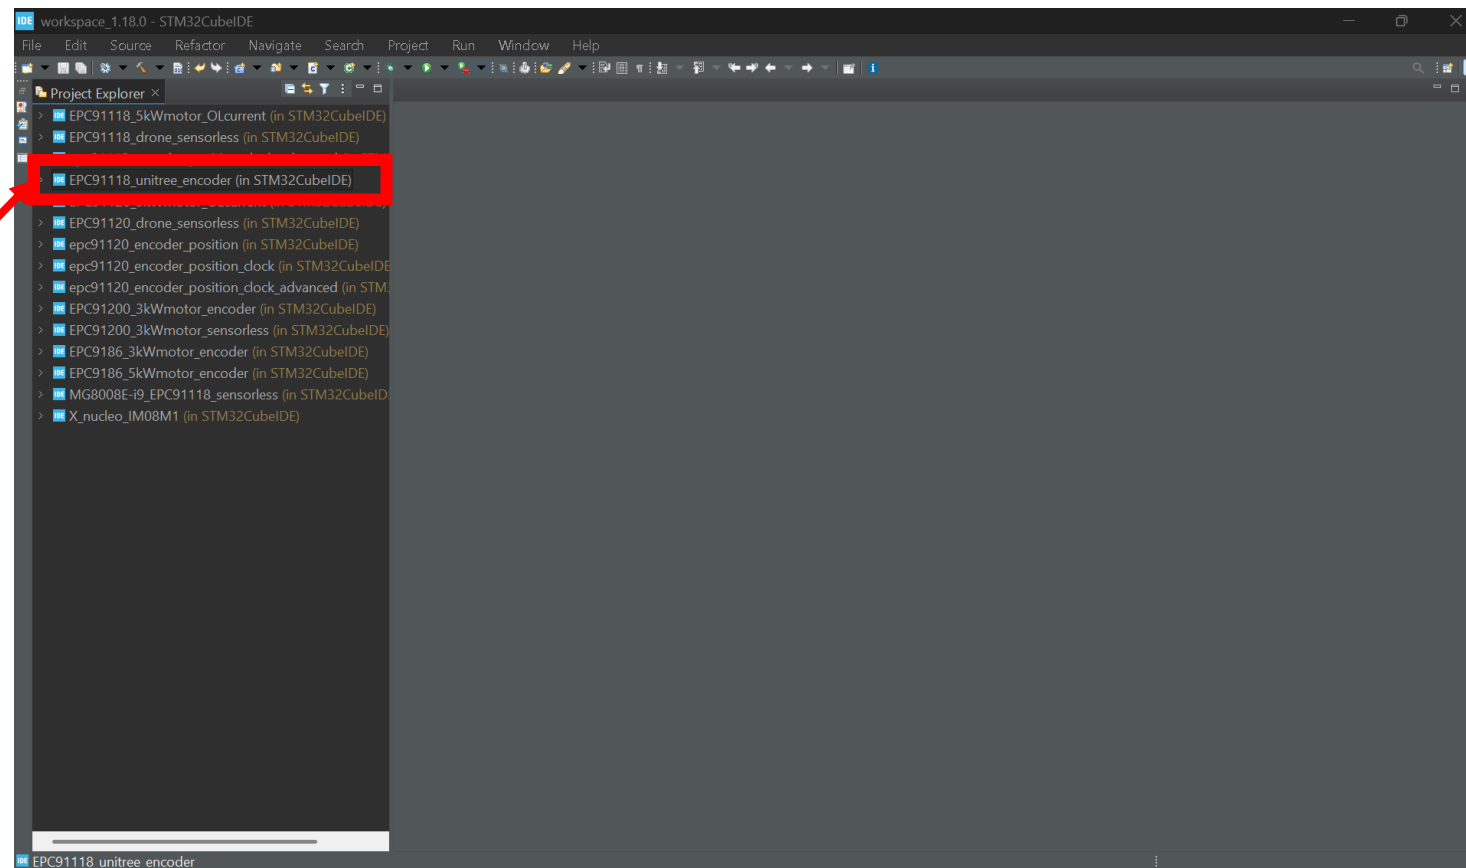 IDE workspace_1.18.0 - STM32CubeIDE
File Edit Source Refactor Navigate Search Project Run Window Help
Project Explorer
EPC91118_5kWmotor_OLcurrent (in STM32CubeIDE)
EPC91118_drone_sensorless (in STM32CubeIDE)
EPC91118_unitree_encoder (in STM32CubeIDE)
EPC91120_drone_sensorless (in STM32CubeIDE)
epc91120_encoder_position (in STM32CubeIDE)
epc91120_encoder_position_clock (in STM32CubeIDE
epc91120_encoder_position_clock_advanced (in STM
EPC91200_3kWmotor_encoder (in STM32CubeIDE)
EPC91200_3kWmotor_sensorless (in STM32CubeIDE)
EPC9186_3kWmotor_encoder (in STM32CubeIDE)
EPC9186_5kWmotor_encoder (in STM32CubeIDE)
MG8008E-i9_EPC91118_sensorless (in STM32CubeID
X_nucleo_IM08M1 (in STM32CubeIDE)
IDE EPC91118_unitree_encoder